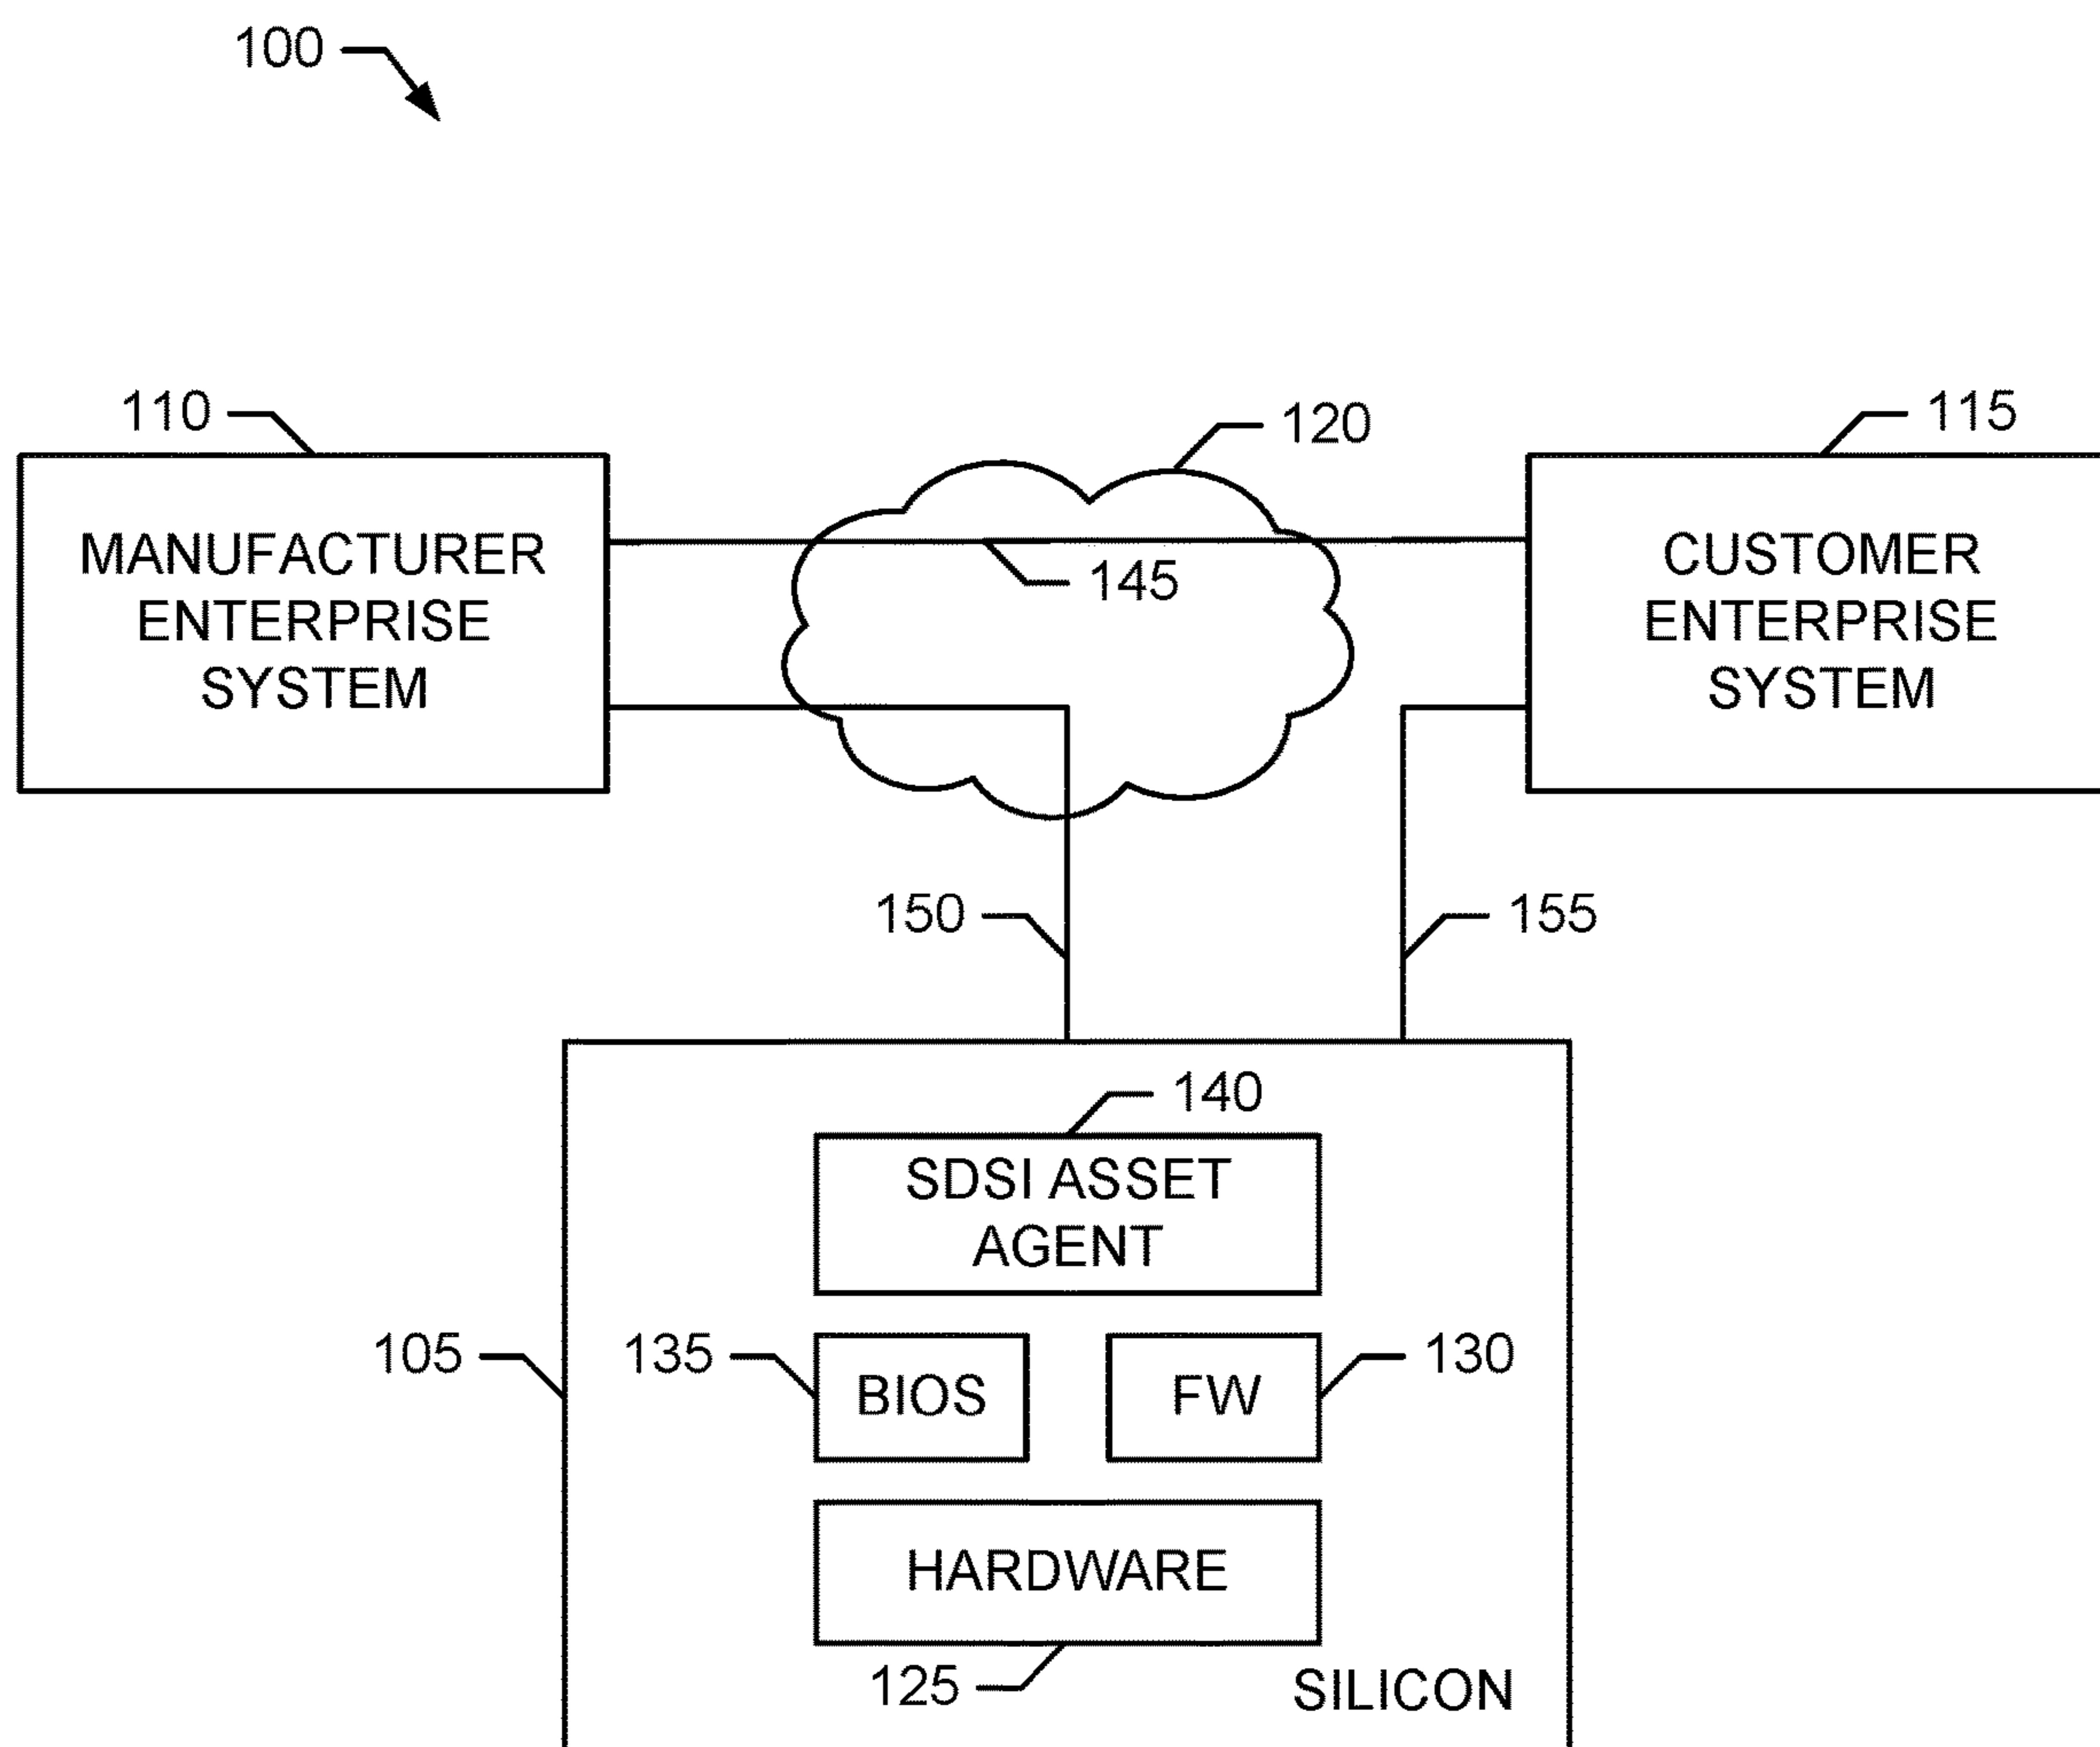 100
110
120
115
MANUFACTURER
ENTERPRISE
SYSTEM
145
CUSTOMER
ENTERPRISE
SYSTEM
150
155
140
SDSI ASSET
AGENT
105
135
BIOS
FW
130
HARDWARE
125
SILICON